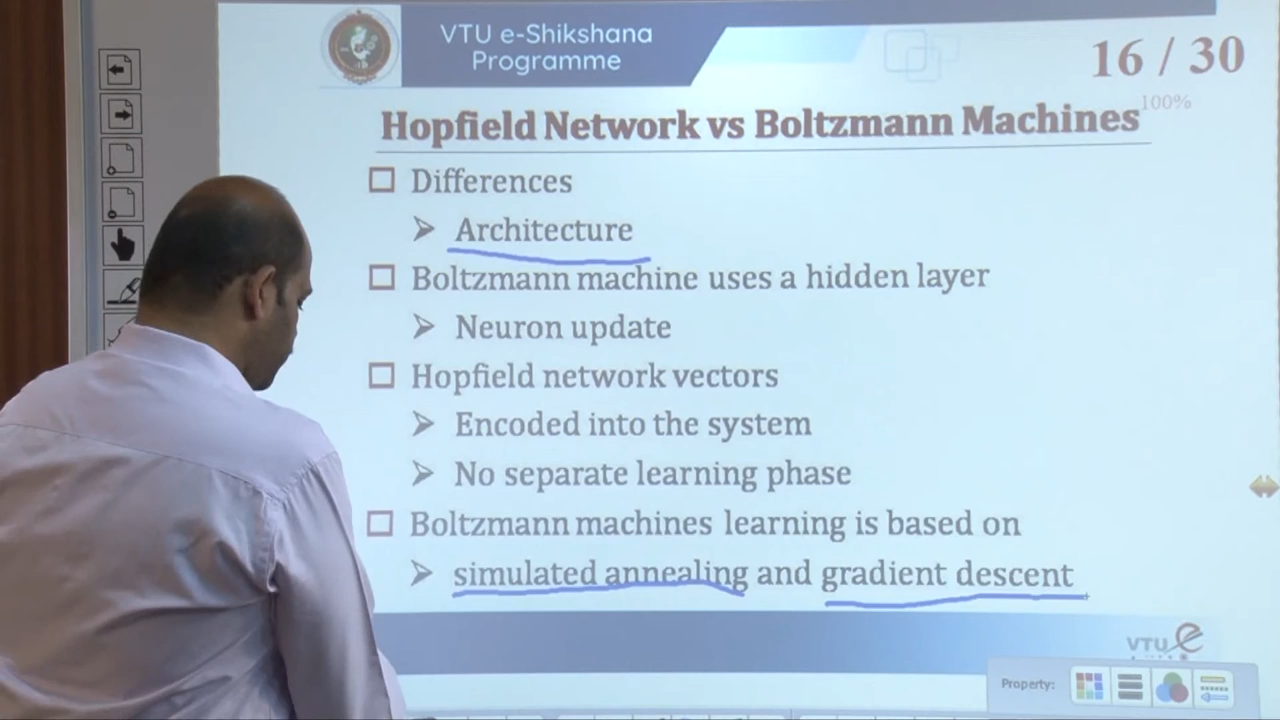 VTU e-Shikshana
Programme
16 / 30
100%
Hopfield Network vs Boltzmann Machines
Differences
Architecture
Boltzmann machine uses a hidden layer
Neuron update
Hopfield network vectors
Encoded into the system
No separate learning phase
Boltzmann machines learning is based on
simulated annealing and gradient descent
VTU e
Property: